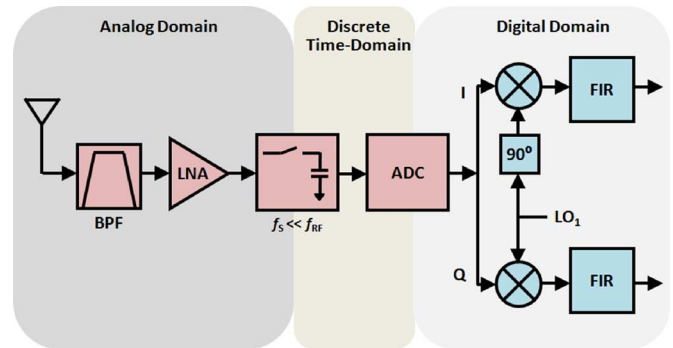 Analog Domain
Discrete
Time-Domain
Digital Domain
BPF
LNA
fS << fRF
ADC
I
Q
90º
LO1
FIR
FIR